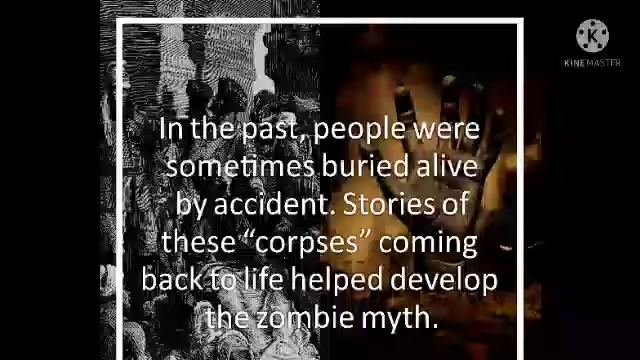 KINEMASTER
In the past, people were
sometimes buried alive
by accident. Stories of
these “corpses” coming
back to life helped develop
the zombie myth.